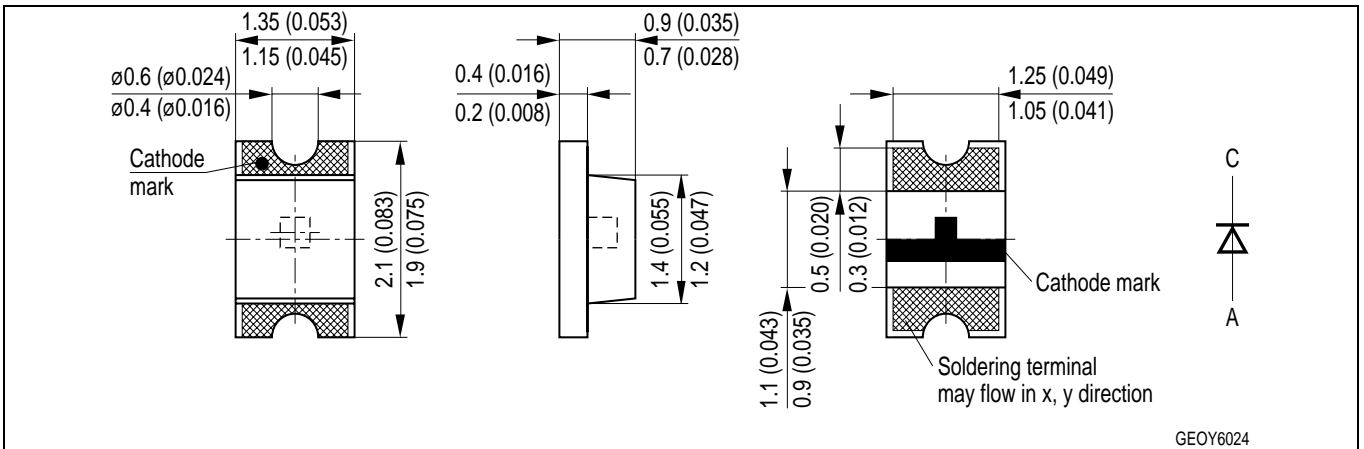 1.35 (0.053)
1.15 (0.045)
ø0.6 (ø0.024)
ø0.4 (ø0.016)
Cathode
mark
2.1 (0.083)
1.9 (0.075)
0.9 (0.035)
0.7 (0.028)
0.4 (0.016)
0.2 (0.008)
1.4 (0.055)
1.2 (0.047)
1.25 (0.049)
1.05 (0.041)
0.5 (0.020)
0.3 (0.012)
1.1 (0.043)
0.9 (0.035)
Cathode mark
Soldering terminal
may flow in x, y direction
C
A
GEOY6024